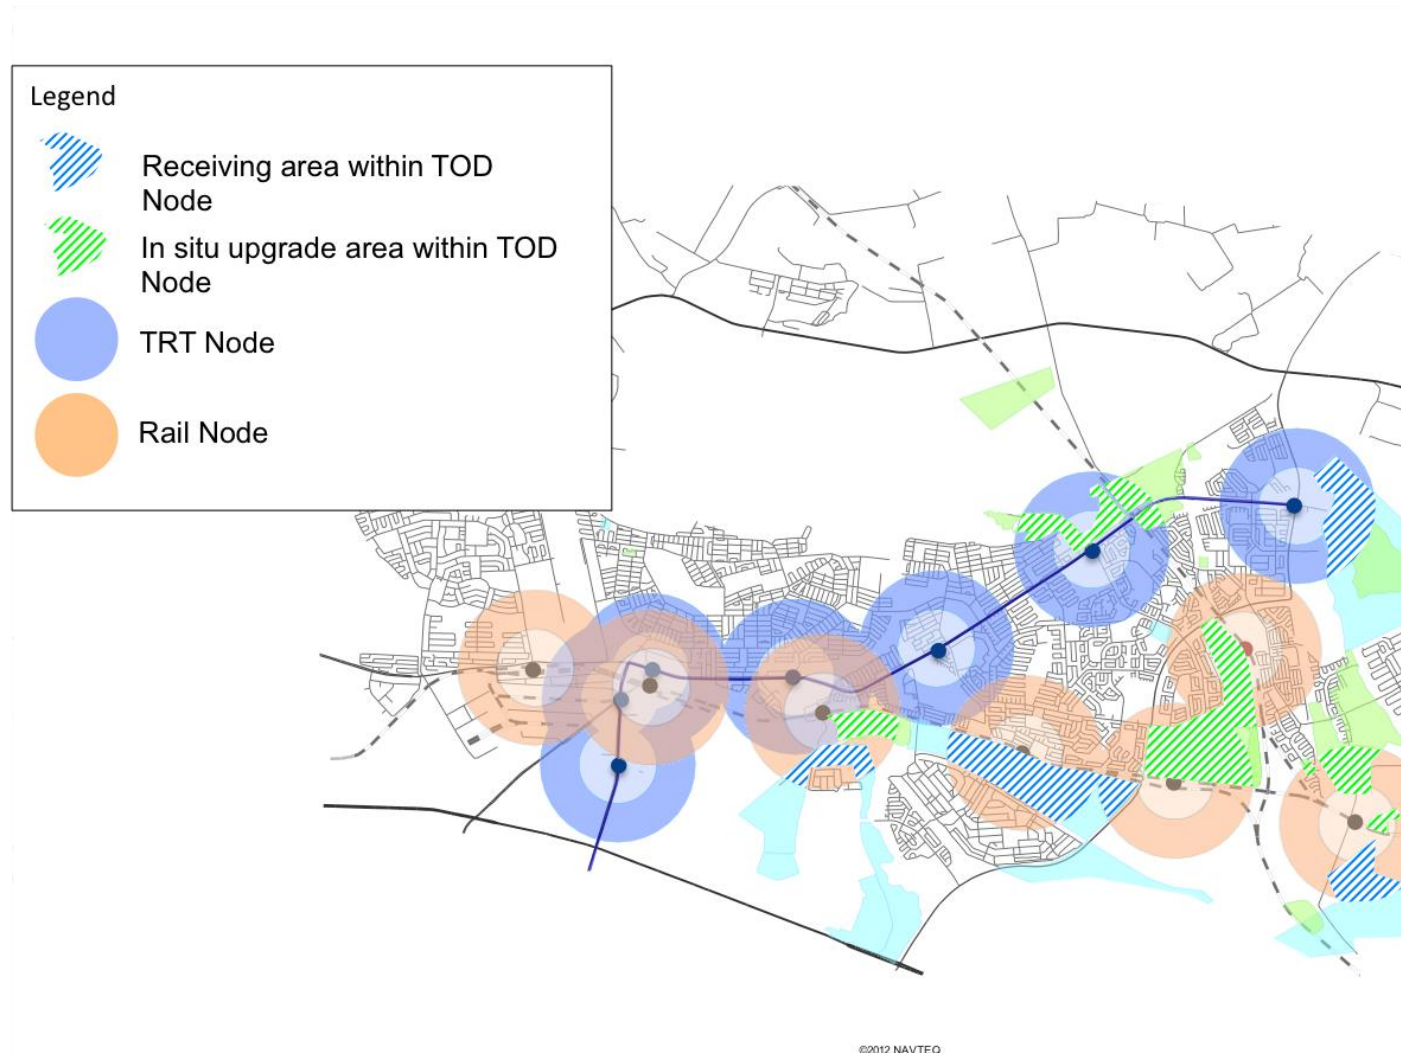 Legend
Receiving area within TOD
Node
In situ upgrade area within TOD
Node
TRT Node
Rail Node
©2012 NAVTEQ